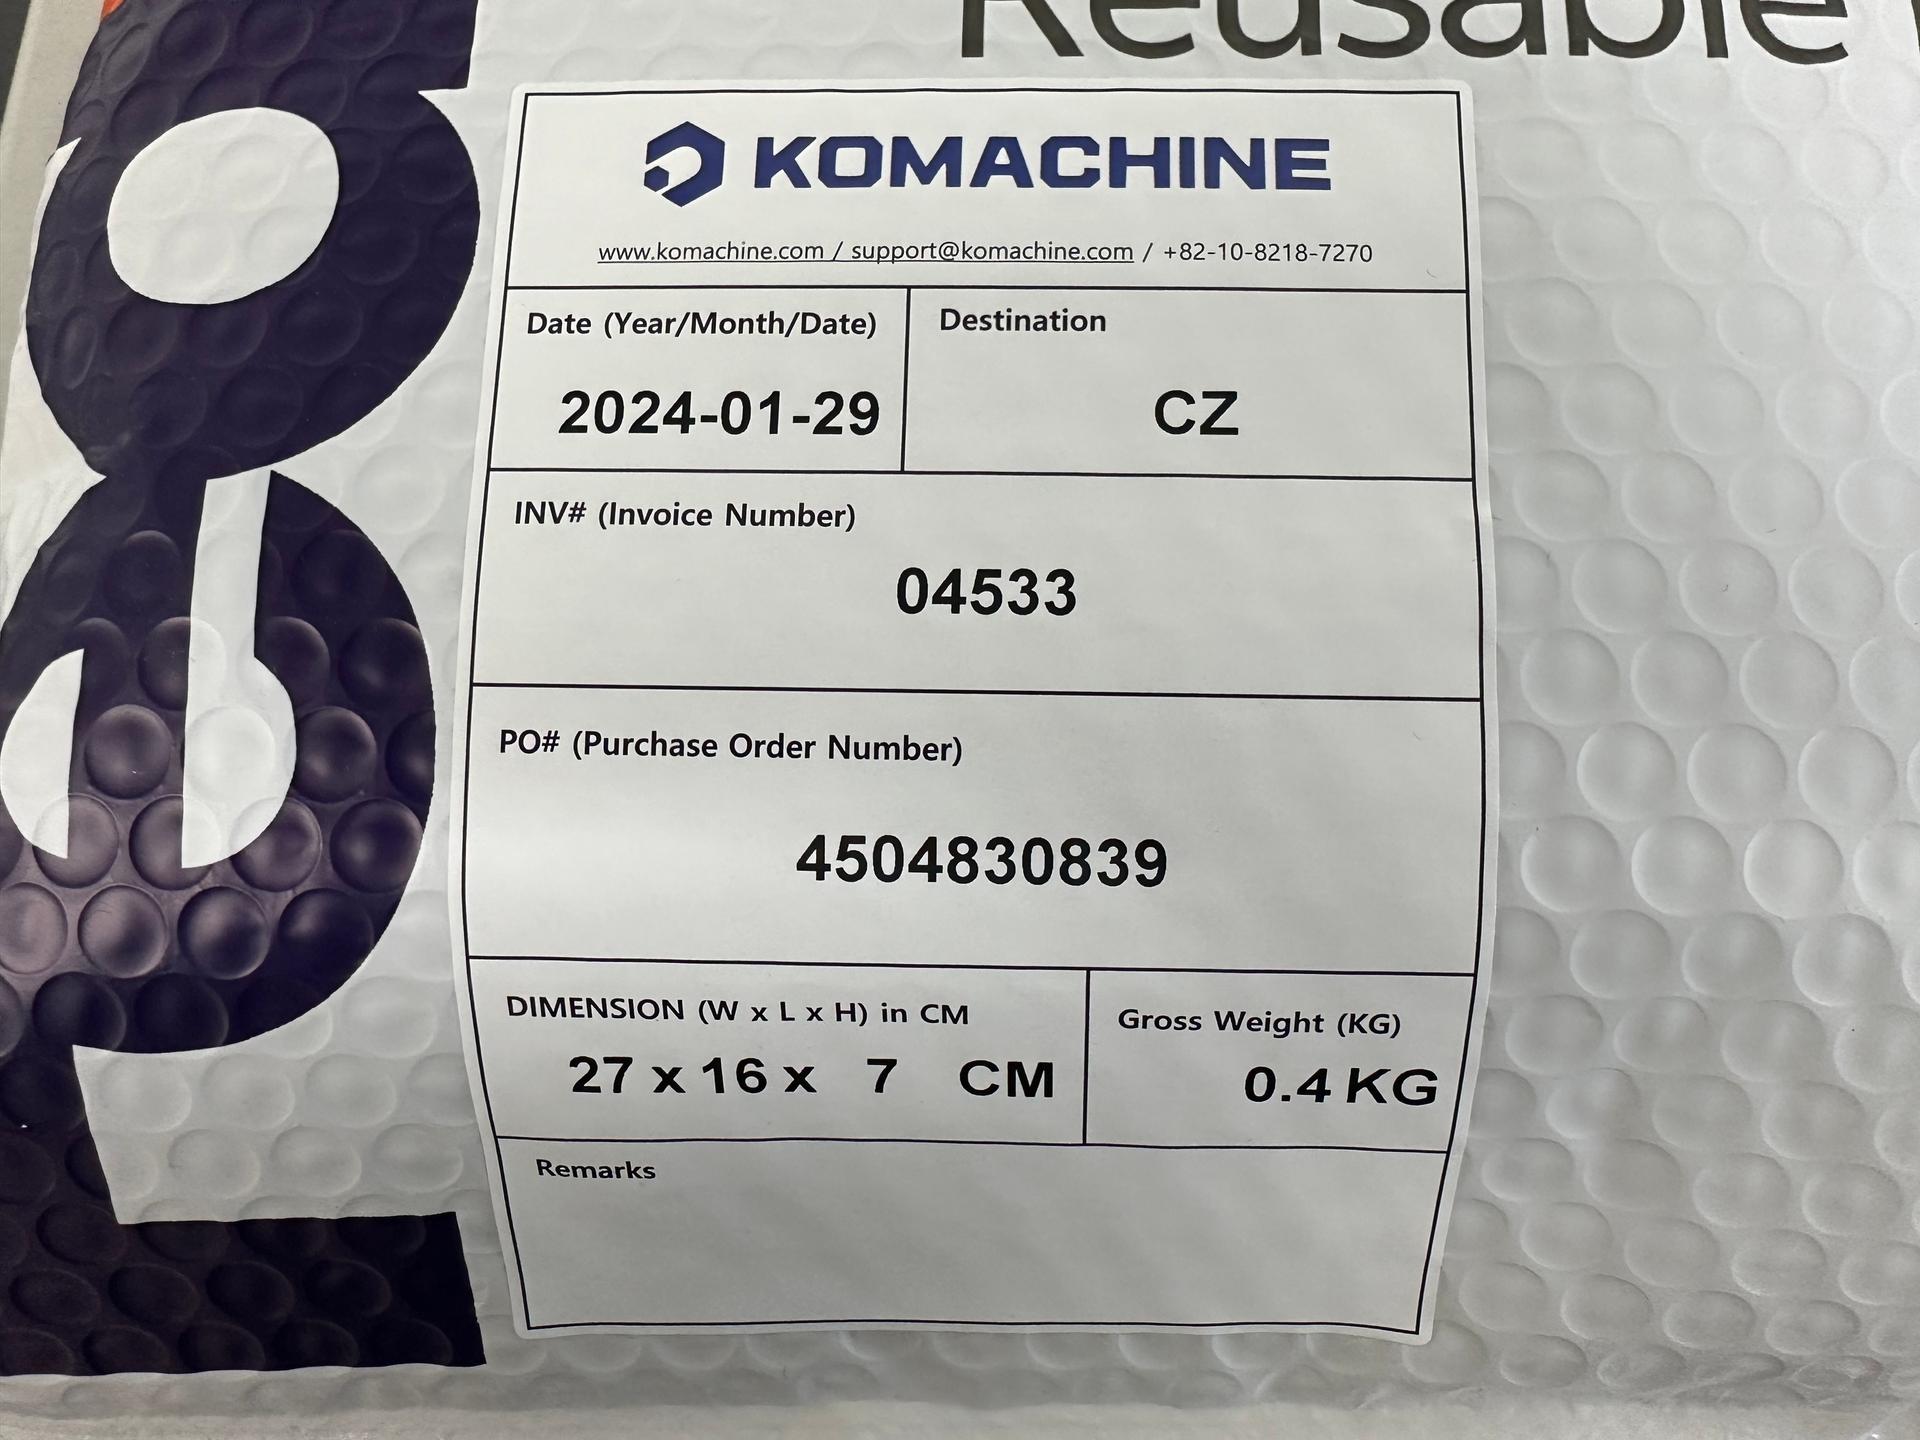 Reusable
KOMACHINE
www.komachine.com / support@komachine.com / +82-10-8218-7270
Date (Year/Month/Date)
2024-01-29
Destination
CZ
INV# (Invoice Number)
04533
PO# (Purchase Order Number)
4504830839
DIMENSION (W x L x H) in CM
27 x 16 x 7 CM
Gross Weight (KG)
0.4 KG
Remarks